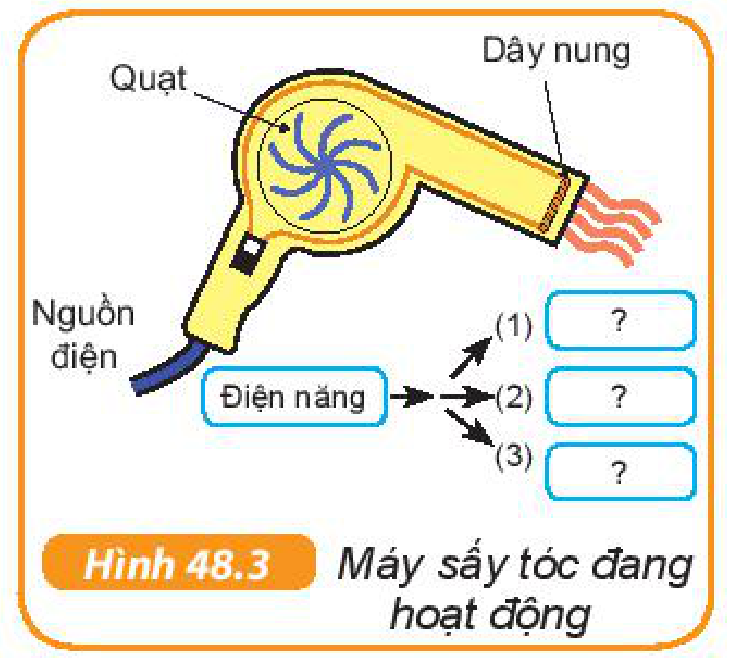 Dây nung
Quạt
Nguồn
điện
Điện năng
(1) ?
(2) ?
(3) ?
Hình 48.3 Máy sấy tóc đang
hoạt động